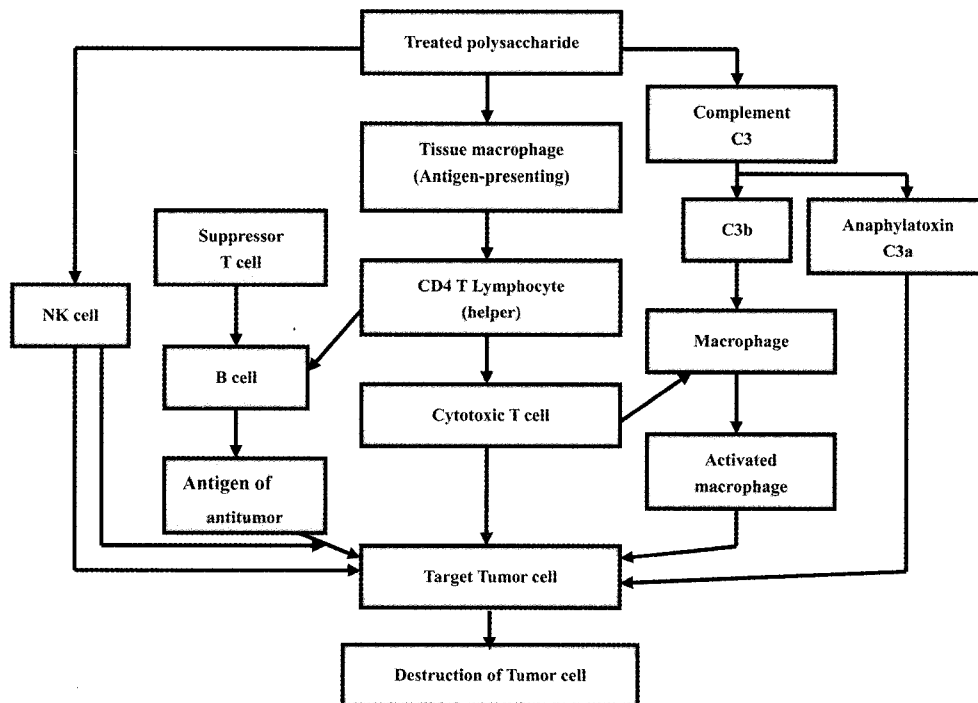 Treated polysaccharide
Complement
C3
Tissue macrophage
(Antigen-presenting)
Suppressor
T cell
C3b
Anaphylatoxin
C3a
CD4 T Lymphocyte
(helper)
NK cell
Macrophage
B cell
Cytotoxic T cell
Activated
macrophage
Antigen of
antitumor
Target Tumor cell
Destruction of Tumor cell